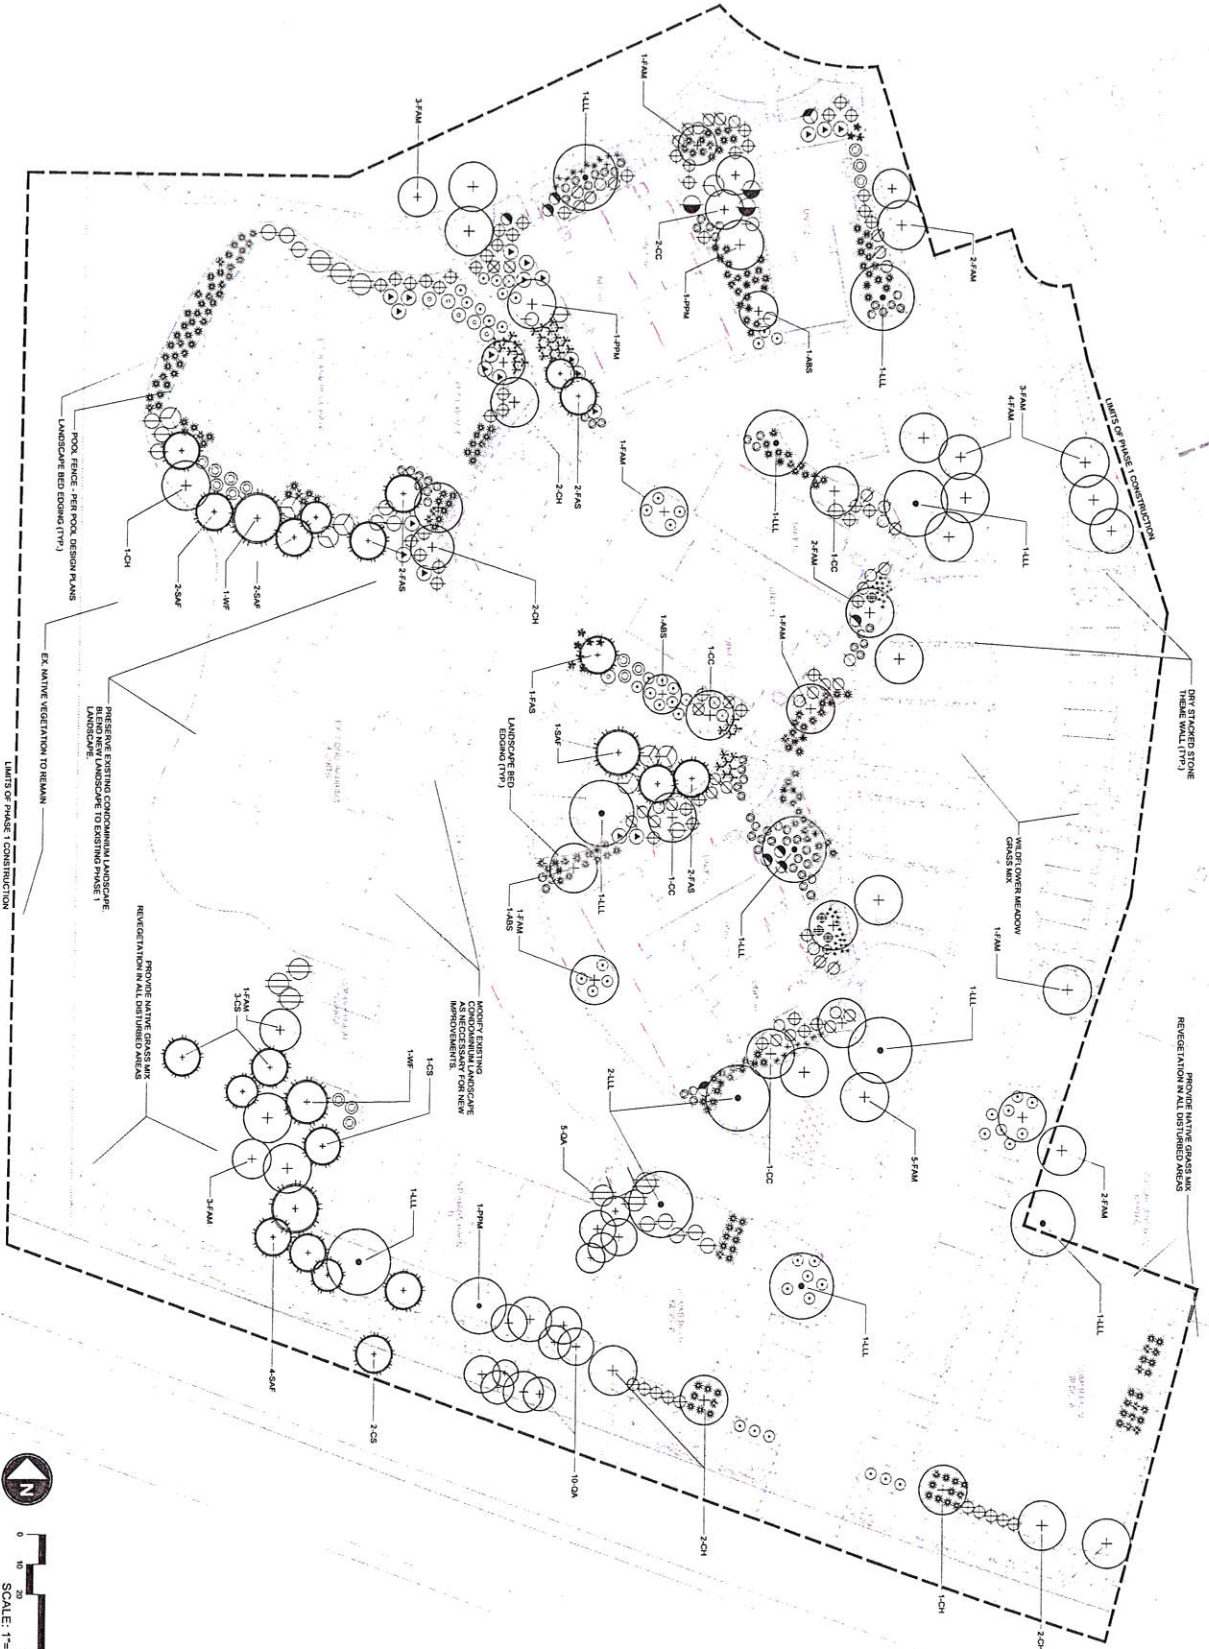 1-FAM
1-LLL
3-FAM
2-CC
1-PPM
2-FAM
1-ABS
1-LLL
1-PPM
2-FAS
2-CH
1-FAM
3-FAM
4-FAM
LIMITS OF PHASE 1 CONSTRUCTION
1-LLL
1-CC
2-FAM
1-LLL
DRY STACKED STONE
THEME WALL (TYP.)
POOL FENCE - PER POOL DESIGN PLANS
LANDSCAPE BED EDGING (TYP.)
1-CH
2-SAF
1-WF
2-SAF
2-FAS
2-CH
1-FAS
1-ABS
1-CC
1-FAM
1-SAF
LANDSCAPE BED
EDGING (TYP.)
WILDFLOWER MEADOW
GRASS MIX
EX. NATIVE VEGETATION TO REMAIN
PRESERVE EXISTING CONDOMINIUM LANDSCAPE
BLEND NEW LANDSCAPE TO EXISTING PHASE 1
LANDSCAPE.
LIMITS OF PHASE 1 CONSTRUCTION
2-FAS
1-CC
1-LLL
1-FAM
1-ABS
1-LLL
1-FAM
1-LLL
MODIFY EXISTING
CONDOMINIUM LANDSCAPE
AS NECCESSARY FOR NEW
IMPROVEMENTS.
PROVIDE NATIVE GRASS MIX
REVEGETATION IN ALL DISTURBED AREAS
1-FAM
3-CS
1-WF
1-CS
2-LLL
5-QA
1-CC
5-FAM
PROVIDE NATIVE GRASS MIX
REVEGETATION IN ALL DISTURBED AREAS
2-FAM
1-LLL
3-FAM
1-LLL
1-PPM
1-LLL
4-SAF
2-CS
10-QA
2-CH
1-CH
0 10 20
SCALE: 1"=